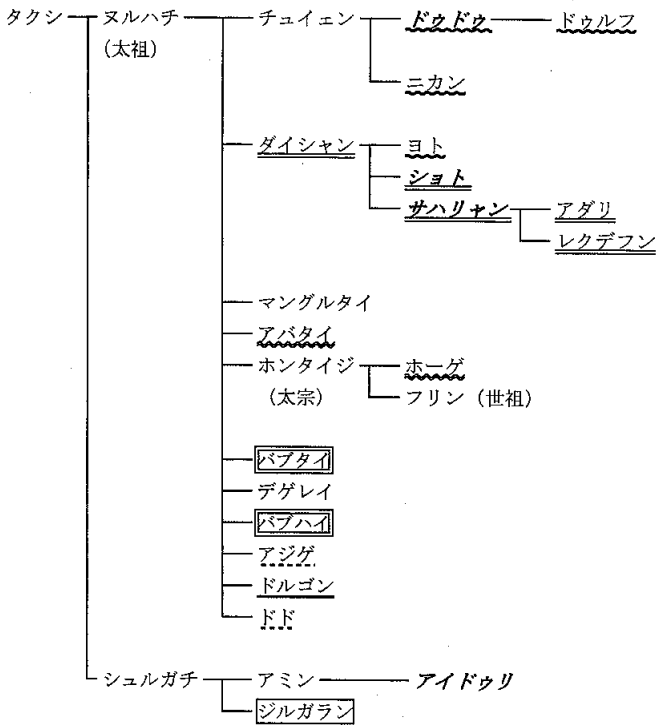 タクシ ヌルハチ チュイェン ドゥドゥ ドゥルフ
(太祖)
ニカン
ダイシャン ヨト
ショト
サハリャン アダリ
レクデフン
マングルタイ
アバタイ
ホンタイジ ホーゲ
(太宗) フリン(世祖)
バブタイ
デゲレイ
バブハイ
アジゲ
ドルゴン
ドド
シュルガチ アミン アイドゥリ
ジルガラン